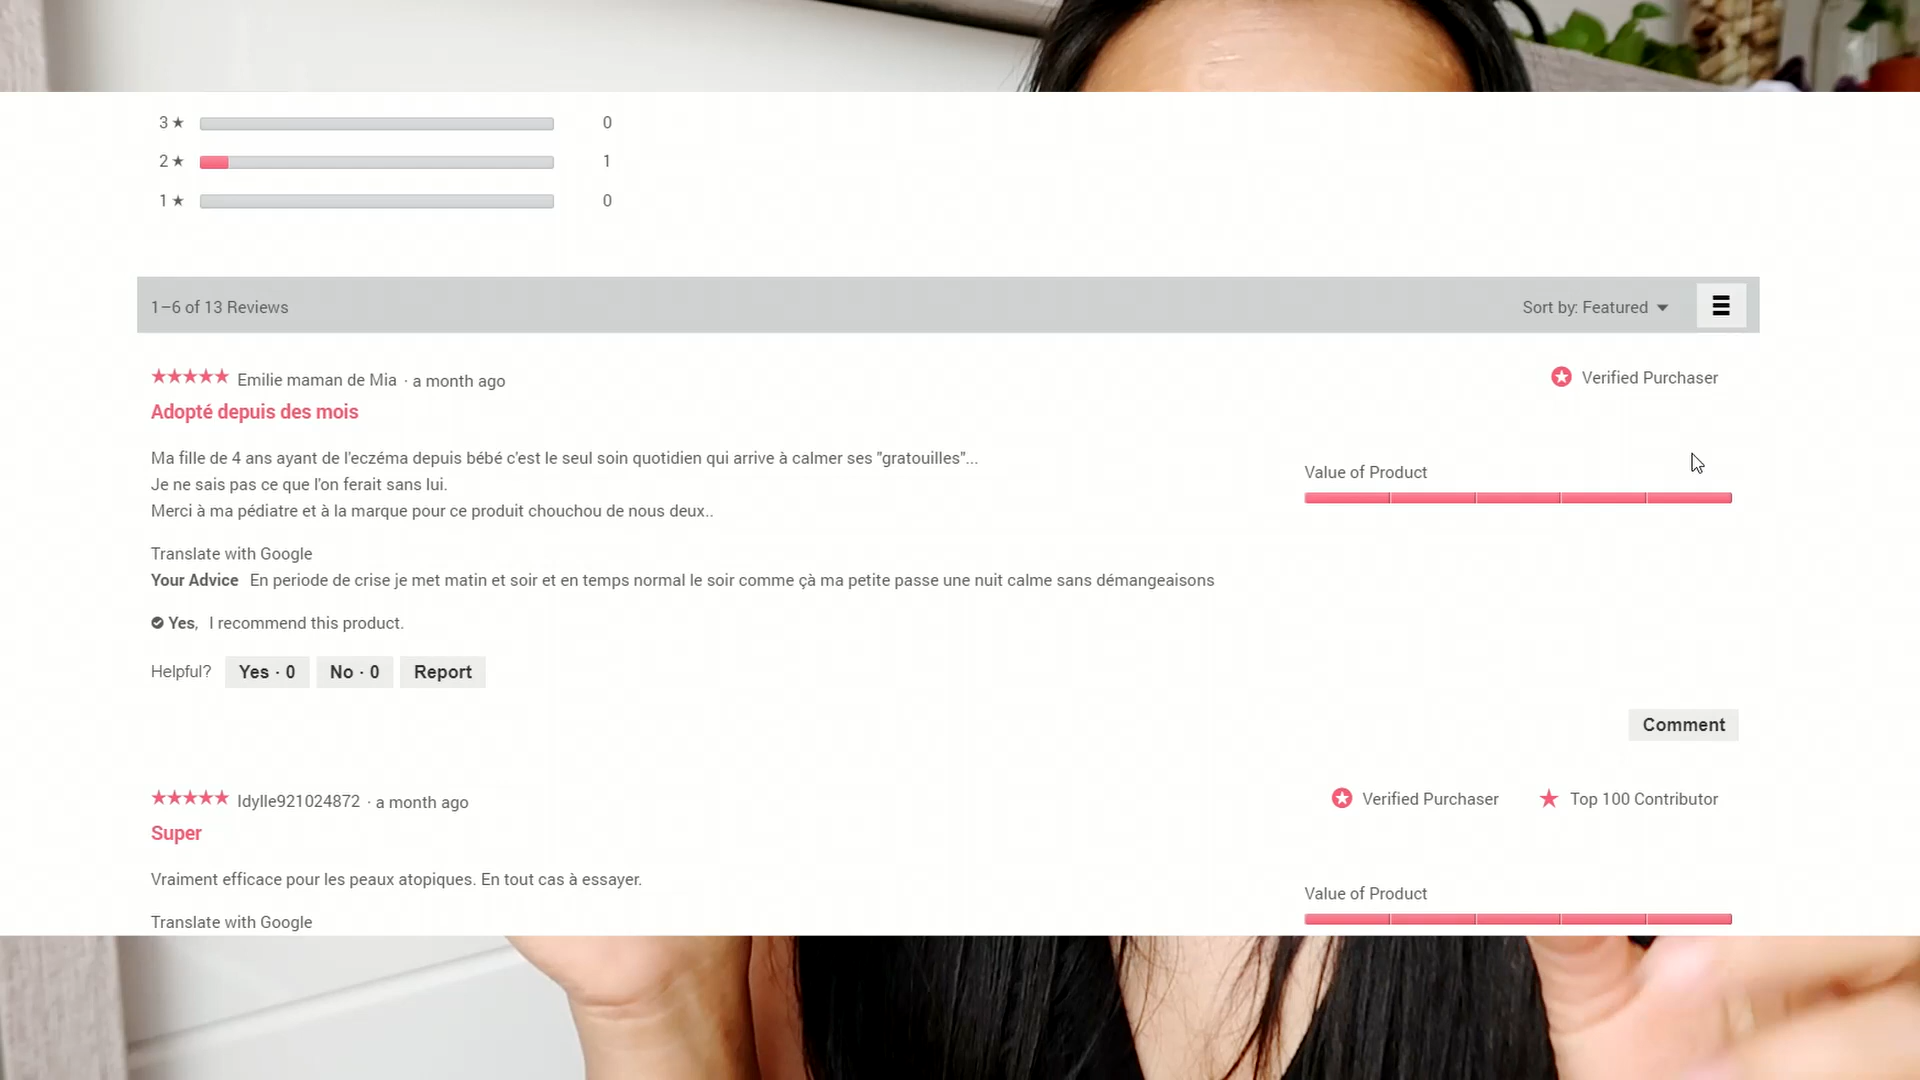 3 ★ 0
2 ★ 1
1 ★ 0
1–6 of 13 Reviews
Sort by: Featured ▼
★★★★★ Emilie maman de Mia · a month ago
Verified Purchaser
Adopté depuis des mois
Ma fille de 4 ans ayant de l'eczéma depuis bébé c'est le seul soin quotidien qui arrive à calmer ses "gratouilles"...
Je ne sais pas ce que l'on ferait sans lui.
Merci à ma pédiatre et à la marque pour ce produit chouchou de nous deux..
Value of Product
Translate with Google
Your Advice En periode de crise je met matin et soir et en temps normal le soir comme çà ma petite passe une nuit calme sans démangeaisons
Yes, I recommend this product.
Helpful? Yes · 0 No · 0 Report
Comment
★★★★★ Idylle921024872 · a month ago
Verified Purchaser ★ Top 100 Contributor
Super
Vraiment efficace pour les peaux atopiques. En tout cas à essayer.
Value of Product
Translate with Google